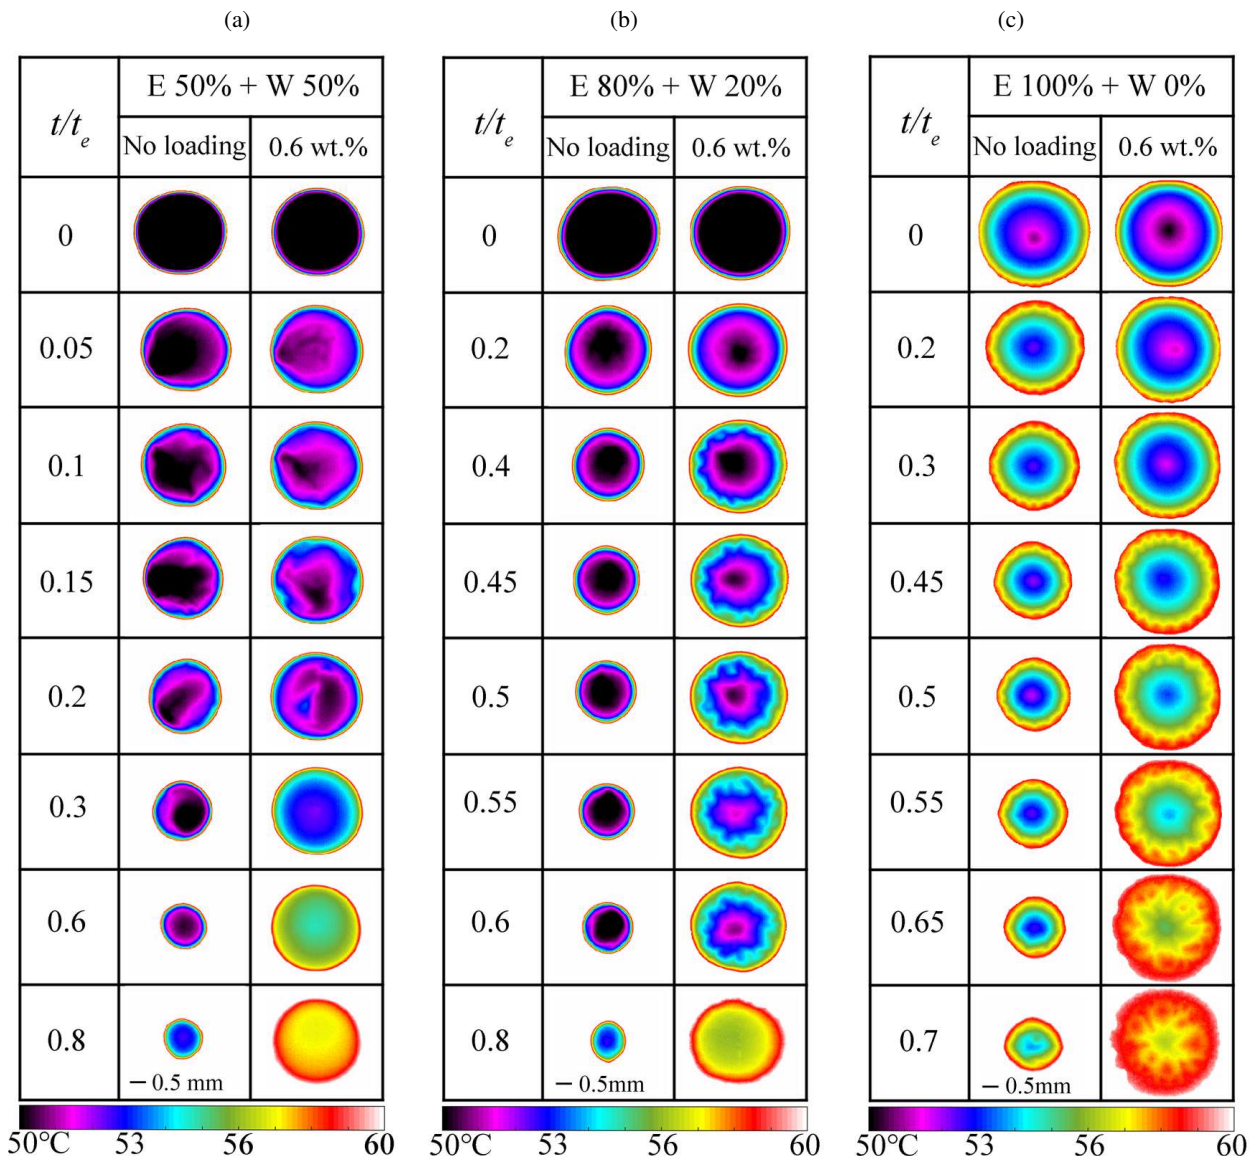 (a) (b) (c)
t/te E 50% + W 50% t/te E 80% + W 20% t/te E 100% + W 0%
No loading 0.6 wt.% No loading 0.6 wt.% No loading 0.6 wt.%
0 0 0
0.05 0.2 0.2
0.1 0.4 0.3
0.15 0.45 0.45
0.2 0.5 0.5
0.3 0.55 0.55
0.6 0.6 0.65
0.8 0.8 0.7
0.5 mm 0.5mm 0.5mm
50°C 53 56 60 50°C 53 56 60 50°C 53 56 60